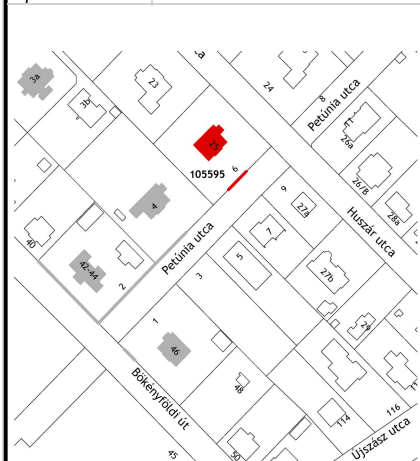 3a
3b
23
24
8
Petúnia utca
11
26a
25
105595
6
9
27a
26/B
28a
4
7
Huszár utca
40
Petúnia utca
5
42-44
2
3
27b
1
29
46
Bökényföldi út
48
114
116
Újszász utca
45
50